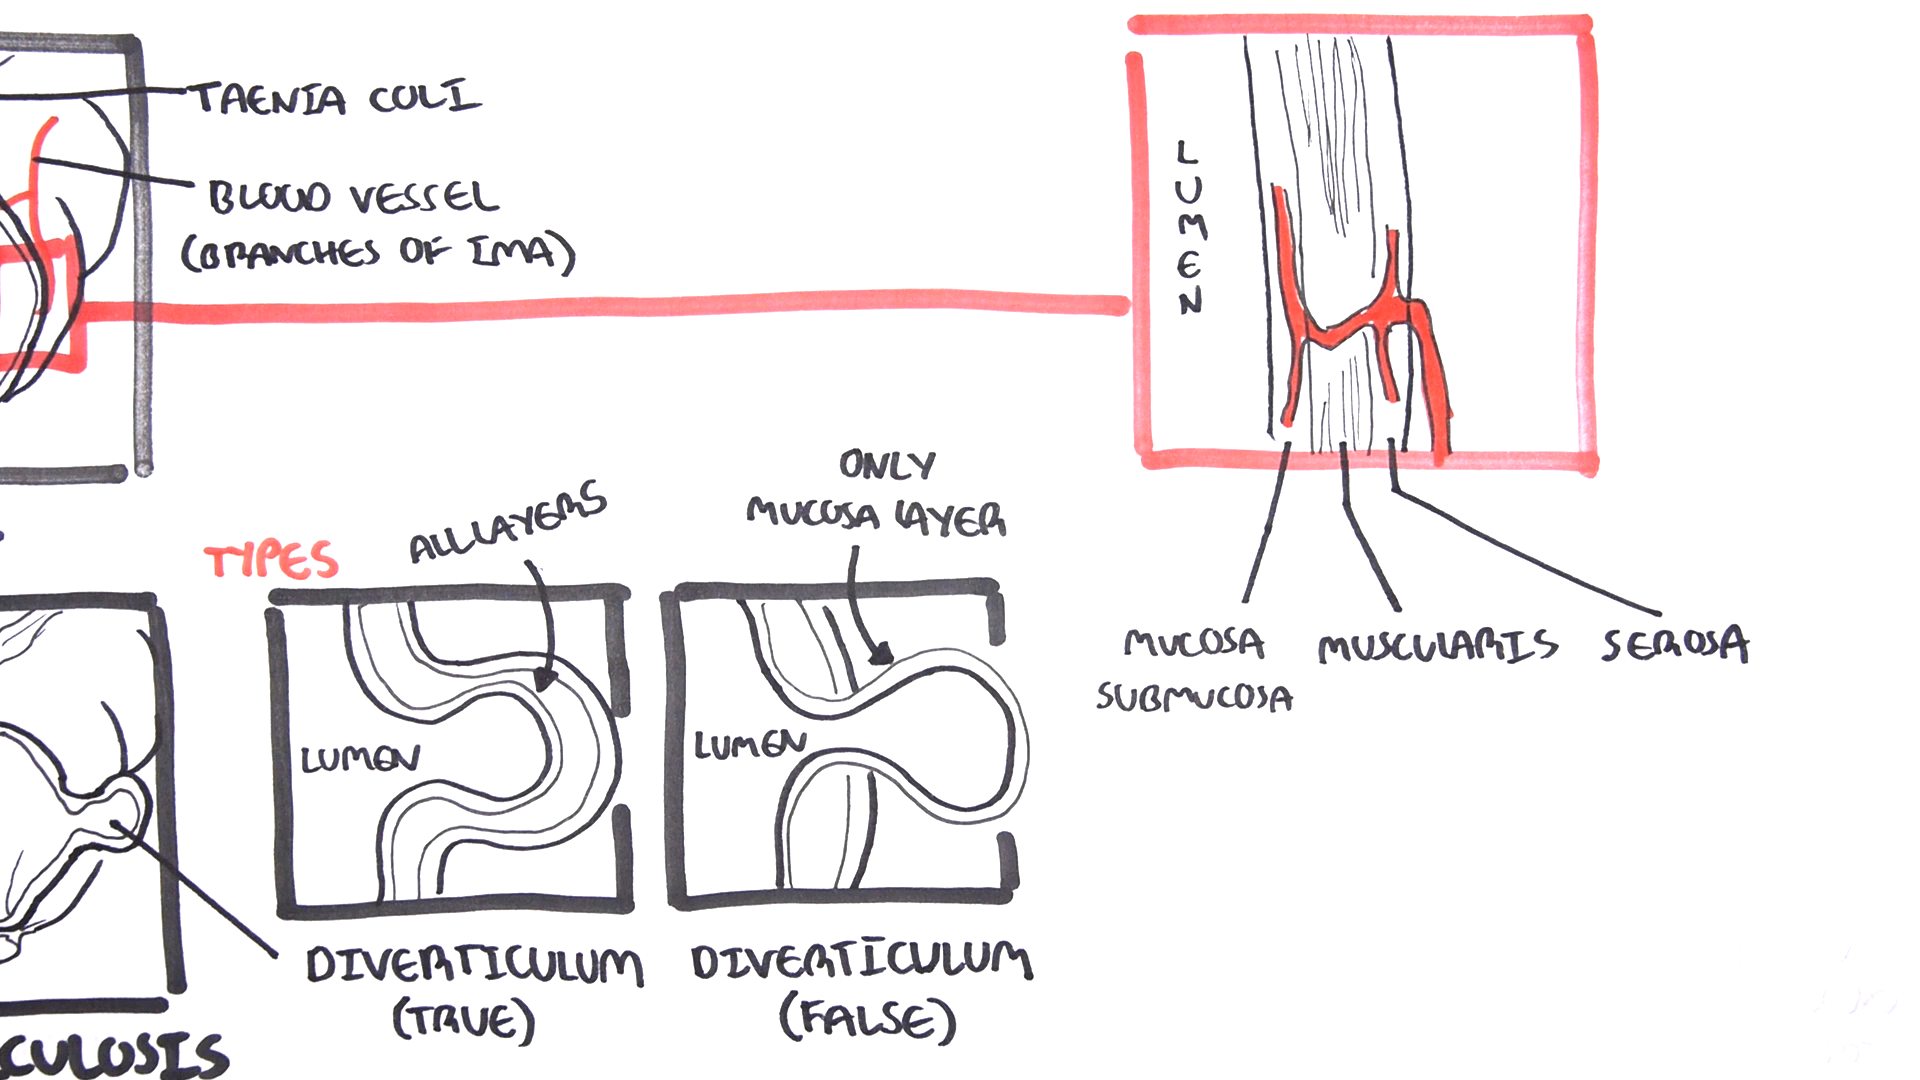 TAENIA COLI
BLOOD VESSEL
(BRANCHES OF IMA)
LUMEN
MUCOSA
SUBMUCOSA
MUSCULARIS
SEROSA
TYPES
ALL LAYERS
ONLY
MUCOSA LAYER
LUMEN
LUMEN
DIVERTICULUM
(TRUE)
DIVERTICULUM
(FALSE)
CULOSIS